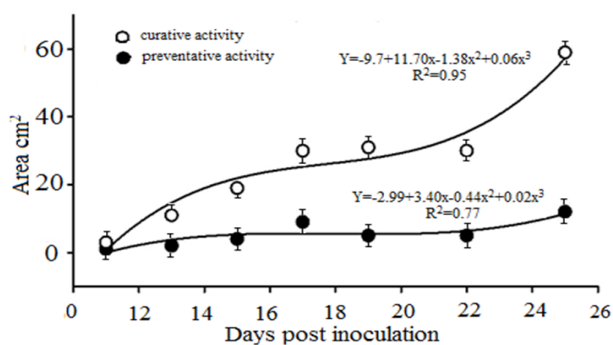 60
40
20
0
Area cm²
curative activity
preventative activity
Y=-9.7+11.70x-1.38x²+0.06x³
R²=0.95
Y=-2.99+3.40x-0.44x²+0.02x³
R²=0.77
0 12 14 16 18 20 22 24 26
Days post inoculation